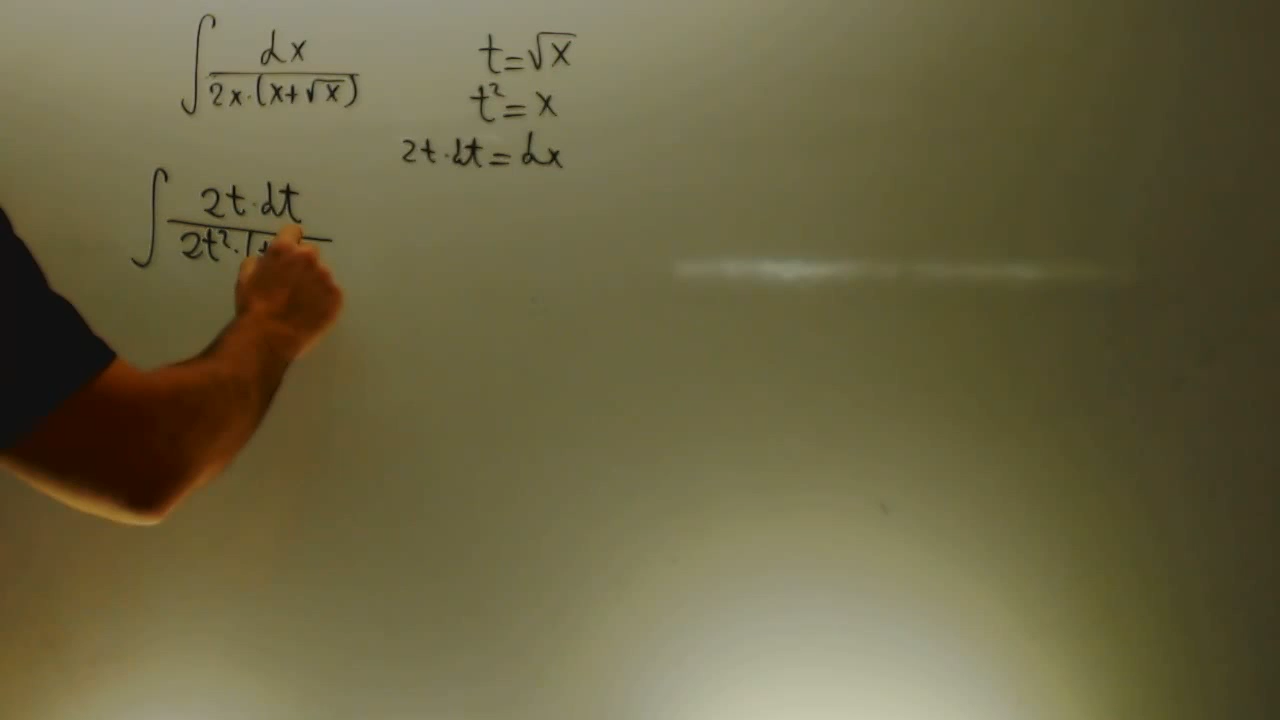 ∫ dx / 2x·(x+√x)
t=√x
t²=x
2t·dt=dx
∫ 2t·dt / 2t²·(